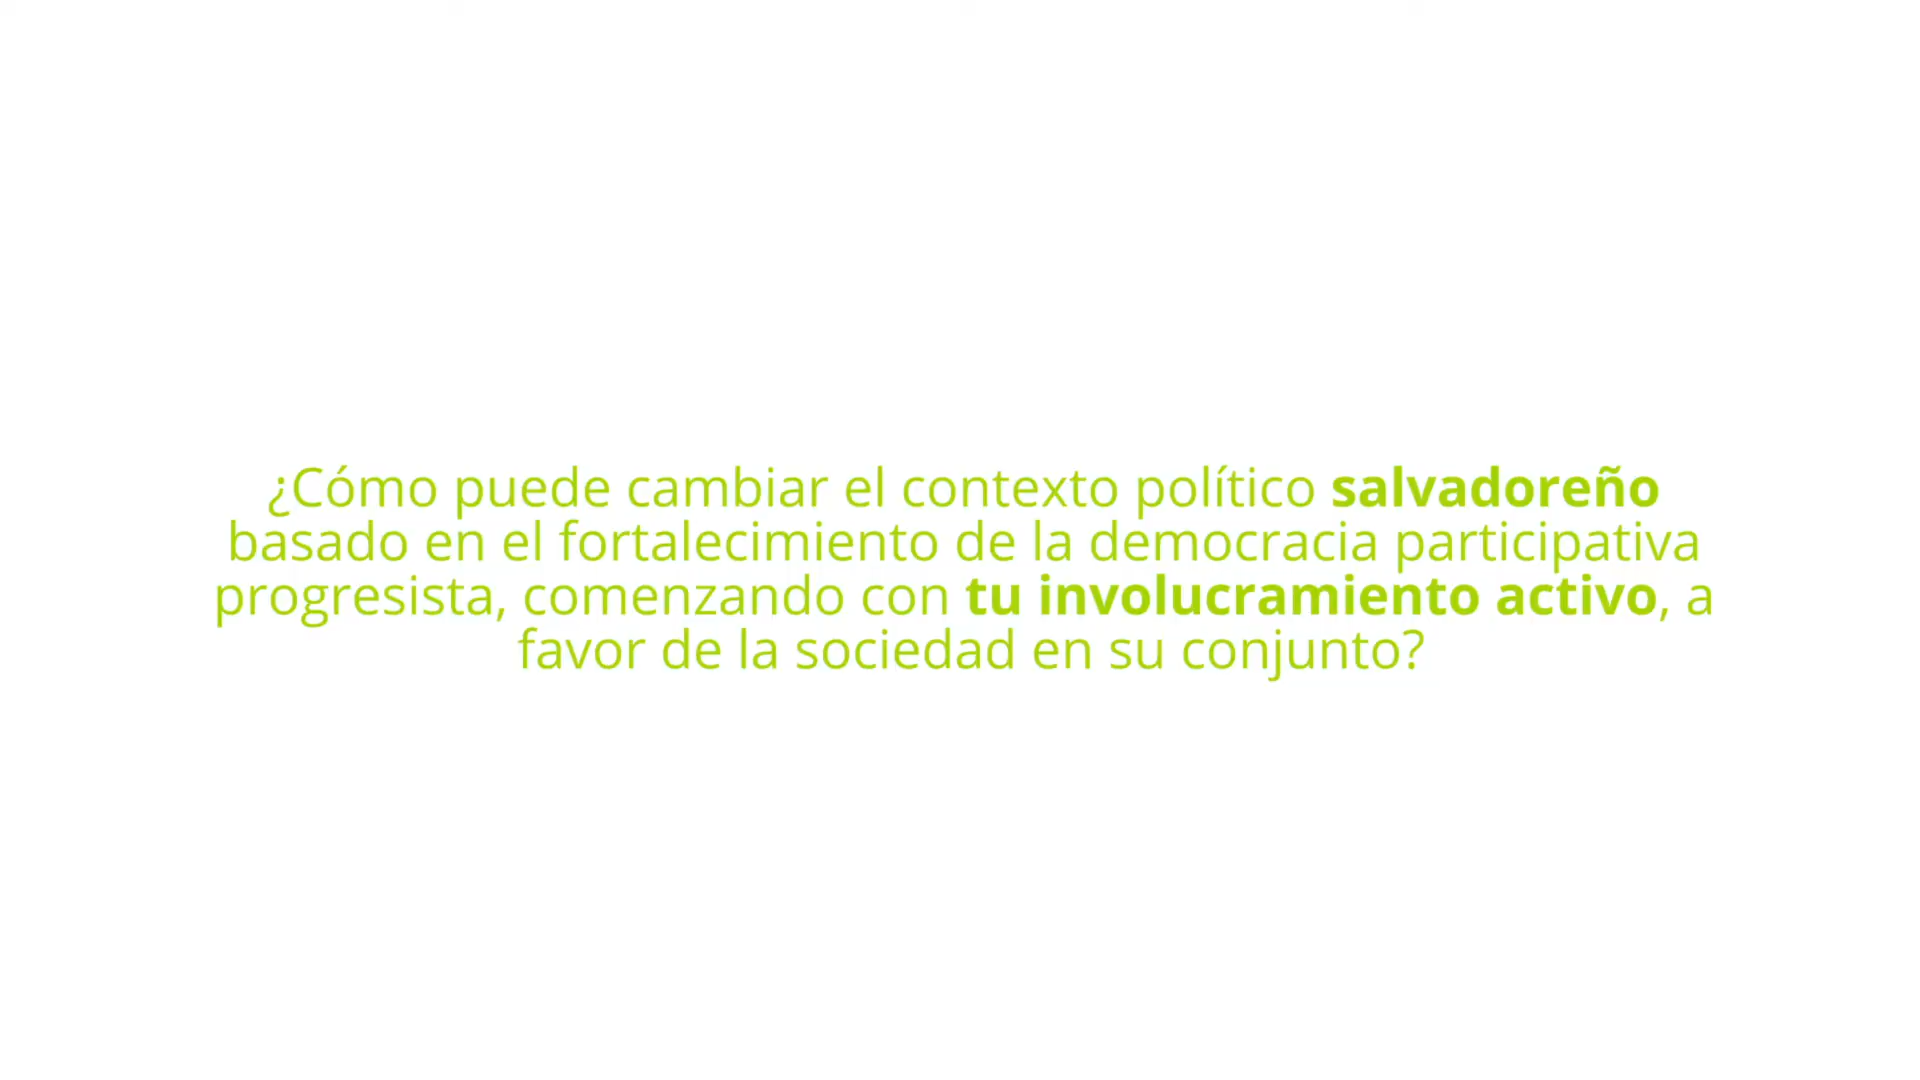 ¿Cómo puede cambiar el contexto político salvadoreño
basado en el fortalecimiento de la democracia participativa
progresista, comenzando con tu involucramiento activo, a
favor de la sociedad en su conjunto?